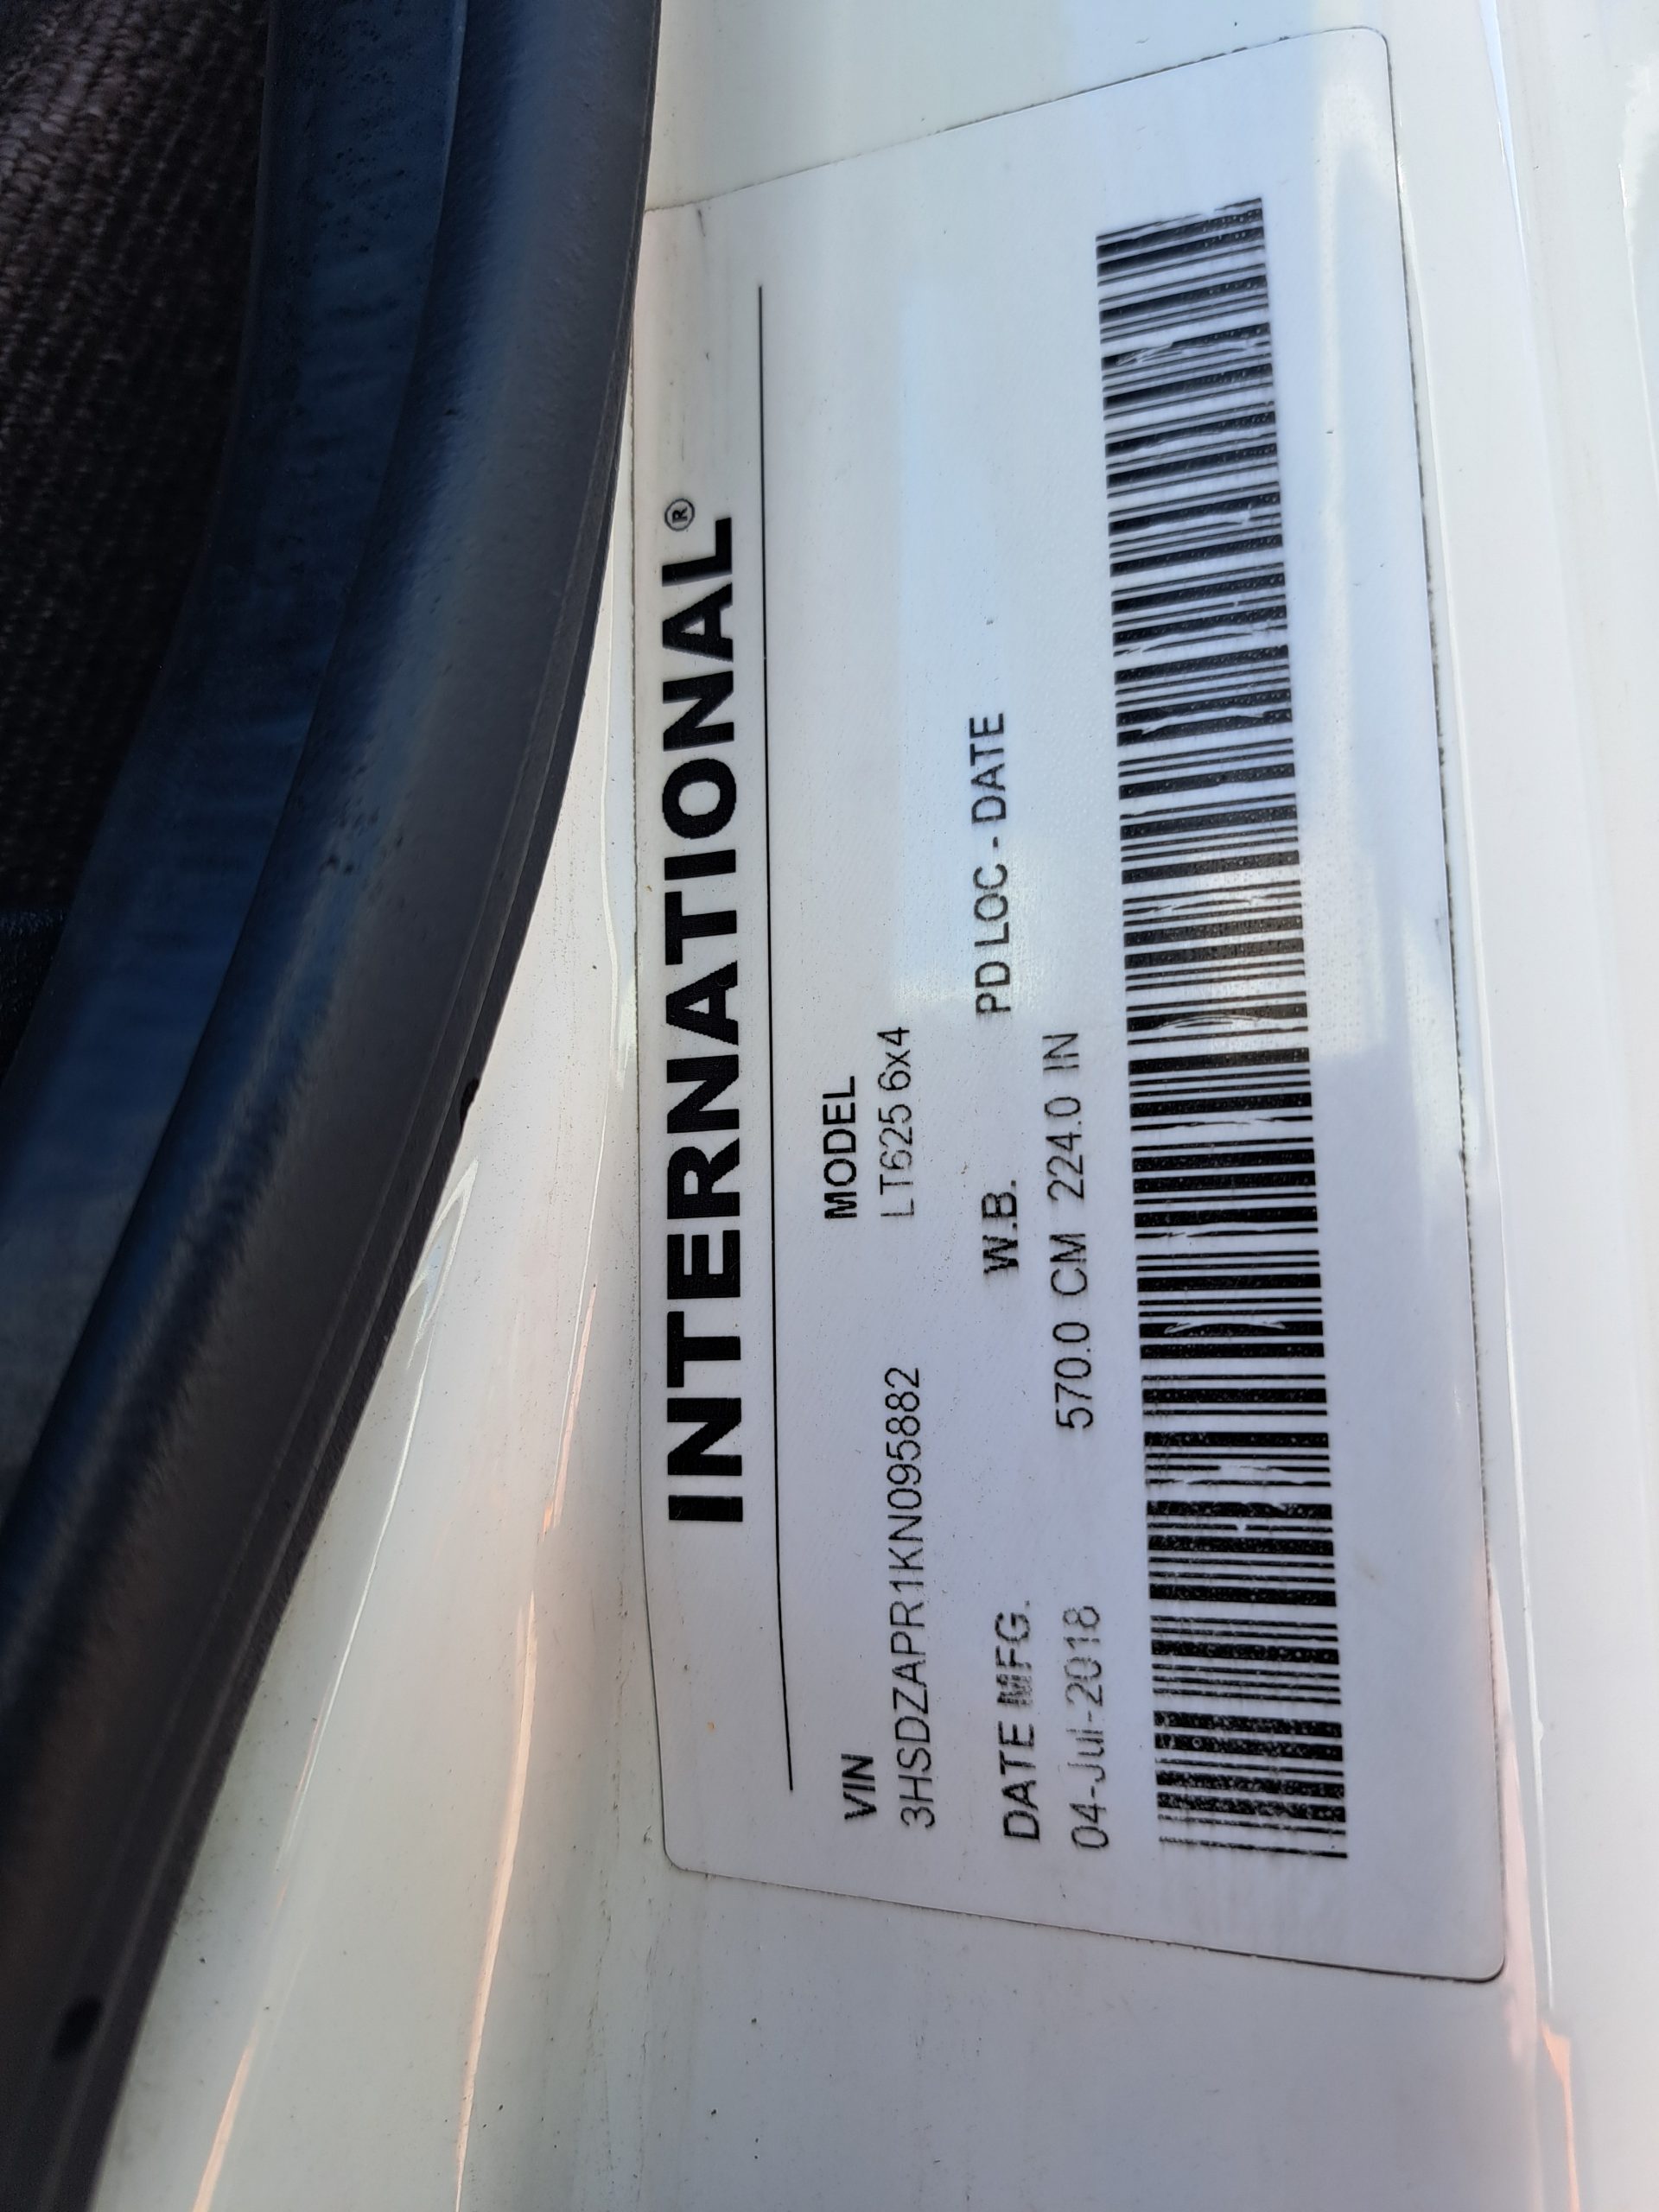 INTERNATIONAL®
VIN MODEL
3HSDZAPR1KN095882 LT625 6x4
DATE MFG. W.B. PD LOC - DATE
04-Jul-2018 570.0 CM 224.0 IN